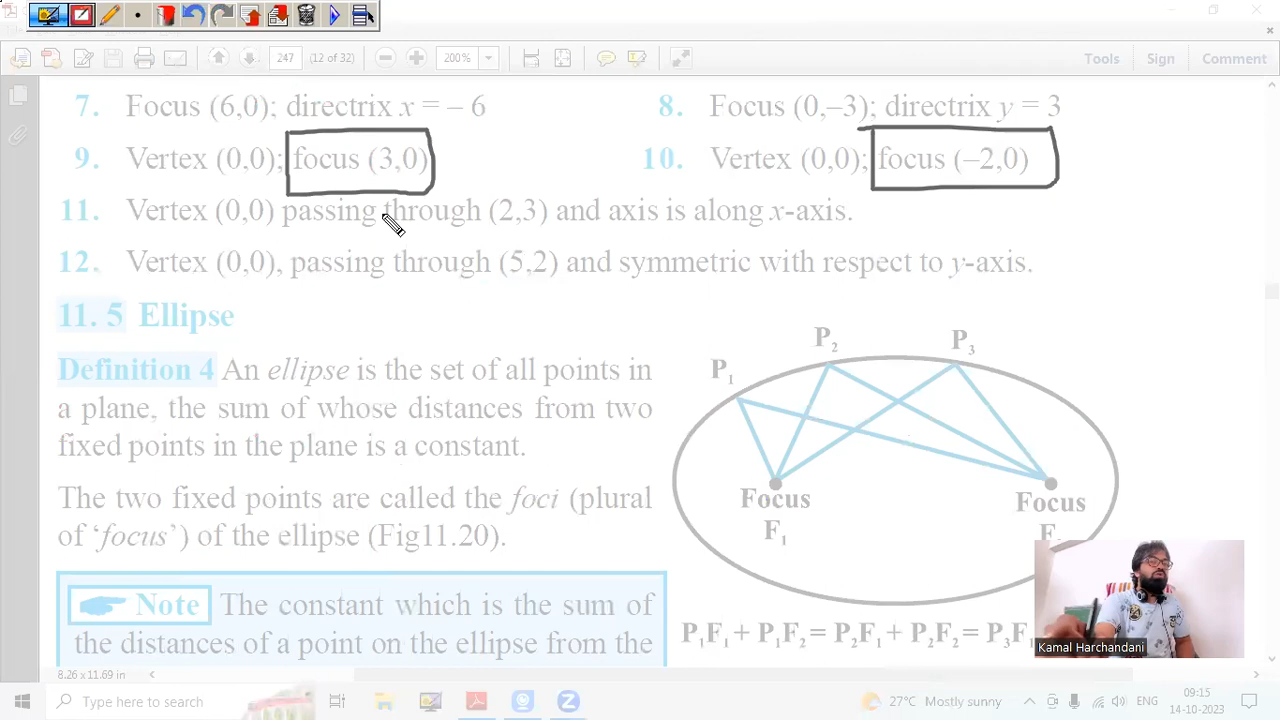 247
(12 of 32)
200%
Tools
Sign
Comment
7. Focus (6,0); directrix x = – 6
8. Focus (0,–3); directrix y = 3
9. Vertex (0,0); focus (3,0)
10. Vertex (0,0); focus (–2,0)
11. Vertex (0,0) passing through (2,3) and axis is along x-axis.
12. Vertex (0,0), passing through (5,2) and symmetric with respect to y-axis.
11. 5 Ellipse
Definition 4 An ellipse is the set of all points in
a plane, the sum of whose distances from two
fixed points in the plane is a constant.
The two fixed points are called the foci (plural
of ‘focus’) of the ellipse (Fig11.20).
Note The constant which is the sum of
the distances of a point on the ellipse from the
P1
P2
P3
Focus
F1
Focus
F
P1F1 + P1F2 = P2F1 + P2F2 = P3F1
Kamal Harchandani
8.26 x 11.69 in
Type here to search
27°C Mostly sunny
ENG
09:15
14-10-2023